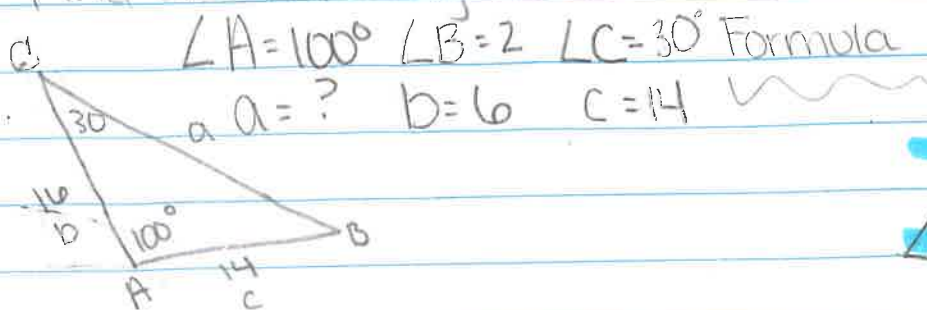 ∠A=100° ∠B=2 ∠C=30° Formula
a=? b=6 c=14
C
30
a
16
b
100°
B
A
14
c